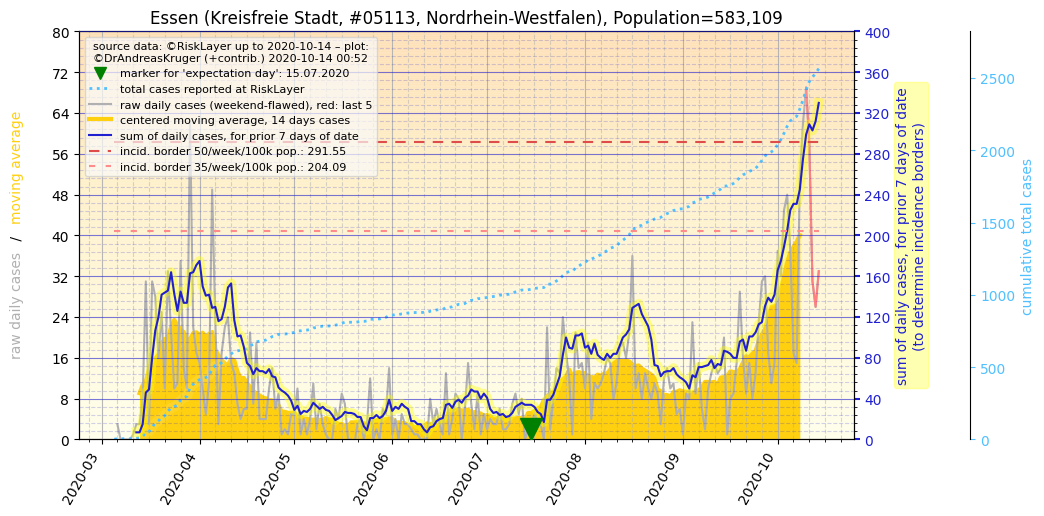 Essen (Kreisfreie Stadt, #05113, Nordrhein-Westfalen), Population=583,109
source data: ©RiskLayer up to 2020-10-14 – plot:
©DrAndreasKruger (+contrib.) 2020-10-14 00:52
marker for 'expectation day': 15.07.2020
total cases reported at RiskLayer
raw daily cases (weekend-flawed), red: last 5
centered moving average, 14 days cases
sum of daily cases, for prior 7 days of date
incid. border 50/week/100k pop.: 291.55
incid. border 35/week/100k pop.: 204.09
raw daily cases / moving average
80
72
64
56
48
40
32
24
16
8
0
2020-03
2020-04
2020-05
2020-06
2020-07
2020-08
2020-09
2020-10
400
360
320
280
240
200
160
120
80
40
0
sum of daily cases, for prior 7 days of date
(to determine incidence borders)
2500
2000
1500
1000
500
0
cumulative total cases